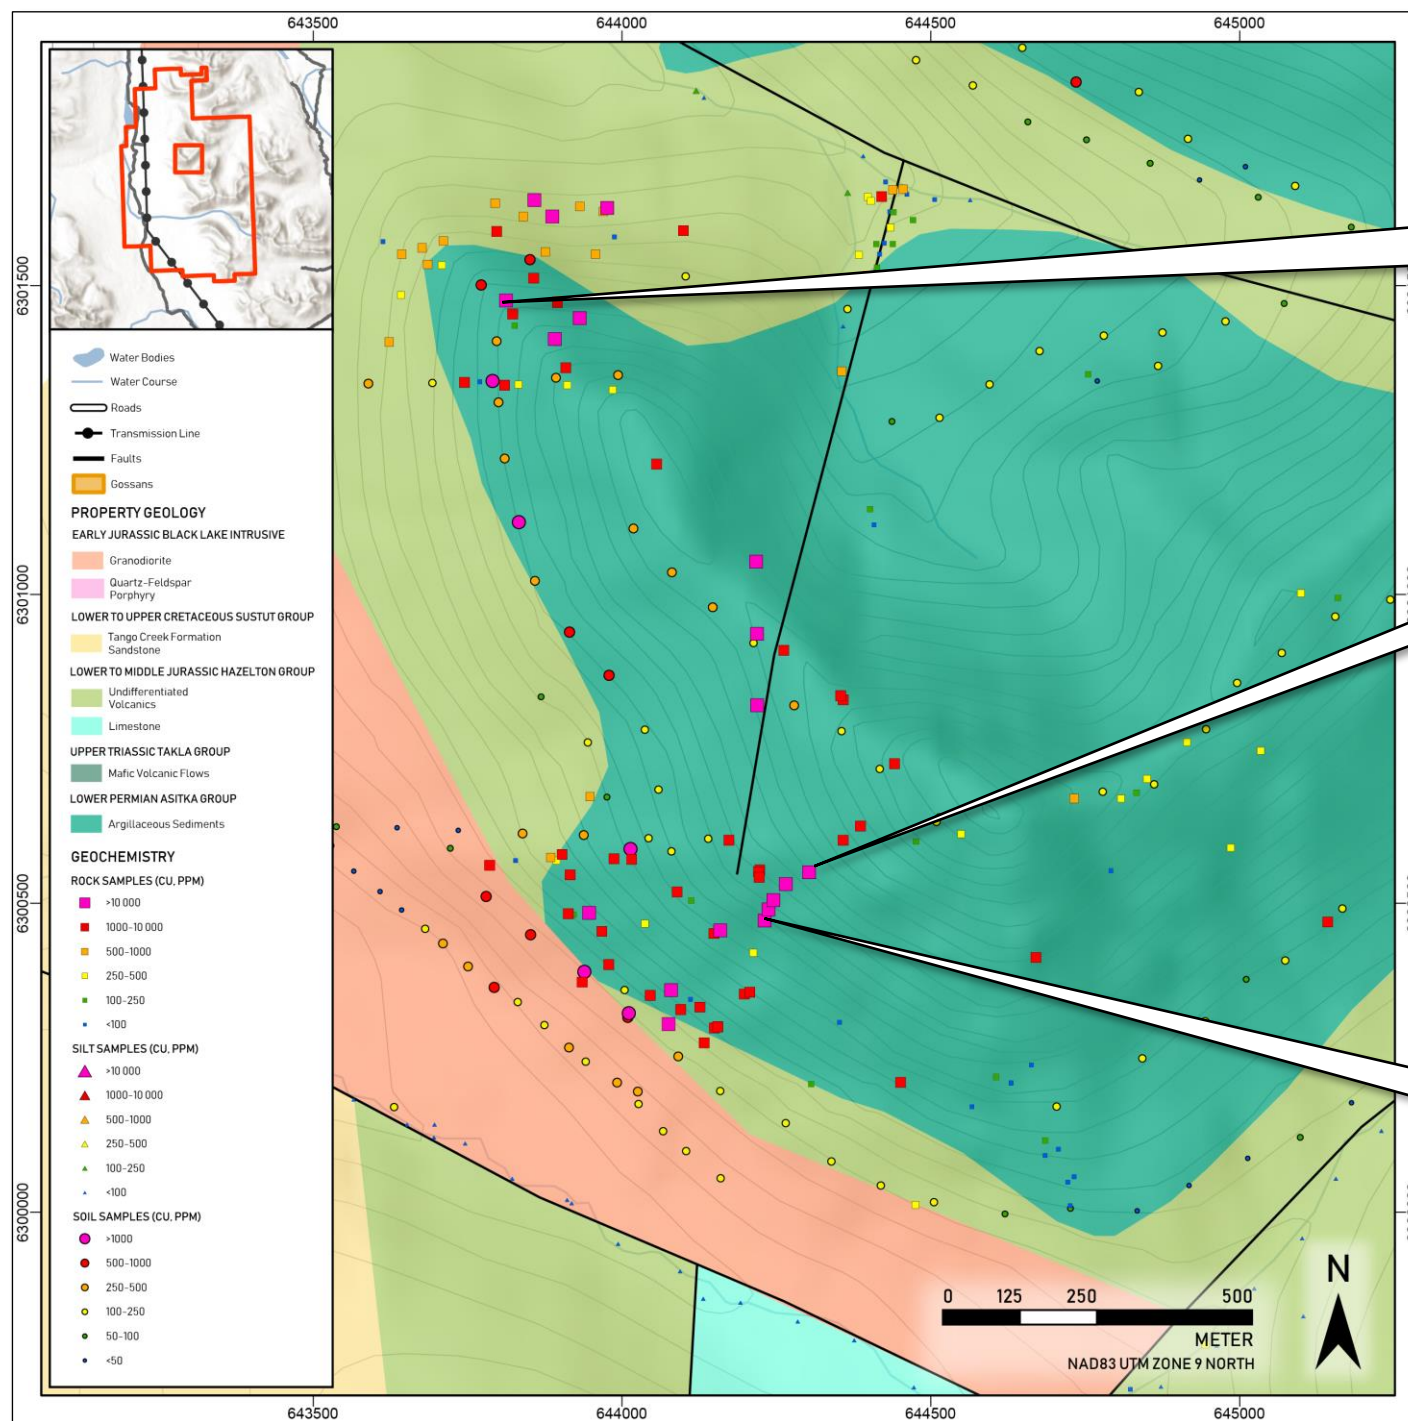 643500
644000
644500
645000
6301500
6301000
6300500
6300000
Water Bodies
Water Course
Roads
Transmission Line
Faults
Gossans
PROPERTY GEOLOGY
EARLY JURASSIC BLACK LAKE INTRUSIVE
Granodiorite
Quartz-Feldspar
Porphyry
LOWER TO UPPER CRETACEOUS SUSTUT GROUP
Tango Creek Formation
Sandstone
LOWER TO MIDDLE JURASSIC HAZELTON GROUP
Undifferentiated
Volcanics
Limestone
UPPER TRIASSIC TAKLA GROUP
Mafic Volcanic Flows
LOWER PERMIAN ASITKA GROUP
Argillaceous Sediments
GEOCHEMISTRY
ROCK SAMPLES (CU, PPM)
>10 000
1000-10 000
500-1000
250-500
100-250
<100
SILT SAMPLES (CU, PPM)
>10 000
1000-10 000
500-1000
250-500
100-250
<100
SOIL SAMPLES (CU, PPM)
>1000
500-1000
250-500
100-250
50-100
<50
N
0 125 250 500
METER
NAD83 UTM ZONE 9 NORTH
643500
644000
644500
645000